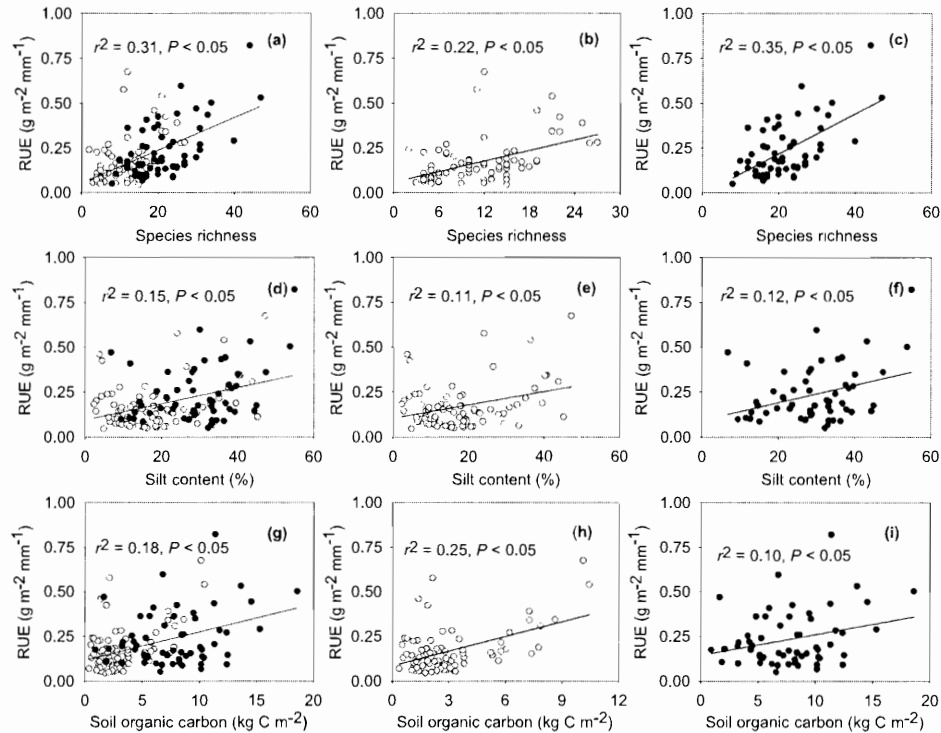 1.00
0.75
0.50
0.25
0.00
RUE (g m−2 mm−1)
r2 = 0.31, P < 0.05
(a)
0 20 40 60
Species richness
1.00
0.75
0.50
0.25
0.00
RUE (g m−2 mm−1)
r2 = 0.22, P < 0.05
(b)
0 6 12 18 24 30
Species richness
1.00
0.75
0.50
0.25
0.00
RUE (g m−2 mm−1)
r2 = 0.35, P < 0.05
(c)
0 20 40 60
Species richness
1.00
0.75
0.50
0.25
0.00
RUE (g m−2 mm−1)
r2 = 0.15, P < 0.05
(d)
0 20 40 60
Silt content (%)
1.00
0.75
0.50
0.25
0.00
RUE (g m−2 mm−1)
r2 = 0.11, P < 0.05
(e)
0 20 40 60
Silt content (%)
1.00
0.75
0.50
0.25
0.00
RUE (g m−2 mm−1)
r2 = 0.12, P < 0.05
(f)
0 20 40 60
Silt content (%)
1.00
0.75
0.50
0.25
0.00
RUE (g m−2 mm−1)
r2 = 0.18, P < 0.05
(g)
0 5 10 15 20
Soil organic carbon (kg C m−2)
1.00
0.75
0.50
0.25
0.00
RUE (g m−2 mm−1)
r2 = 0.25, P < 0.05
(h)
0 3 6 9 12
Soil organic carbon (kg C m−2)
1.00
0.75
0.50
0.25
0.00
RUE (g m−2 mm−1)
r2 = 0.10, P < 0.05
(i)
0 5 10 15 20
Soil organic carbon (kg C m−2)